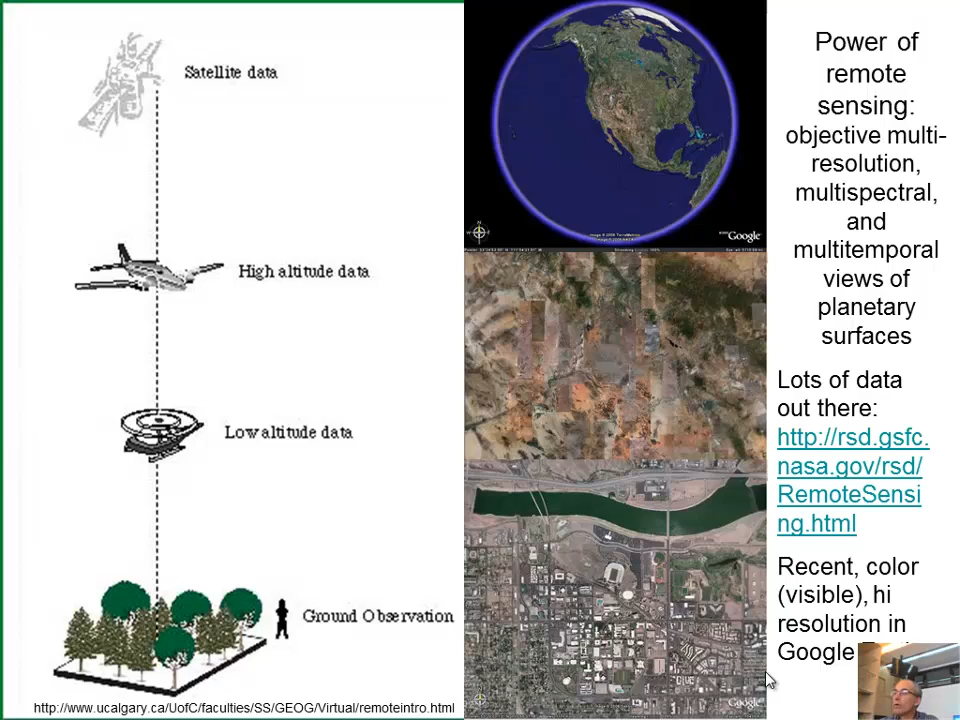 Satellite data
High altitude data
Low altitude data
Ground Observation
http://www.ucalgary.ca/UofC/faculties/SS/GEOG/Virtual/remoteintro.html
Google
Google
Power of
remote
sensing:
objective multi-
resolution,
multispectral,
and
multitemporal
views of
planetary
surfaces
Lots of data
out there:
http://rsd.gsfc.
nasa.gov/rsd/
RemoteSensi
ng.html
Recent, color
(visible), hi
resolution in
Google